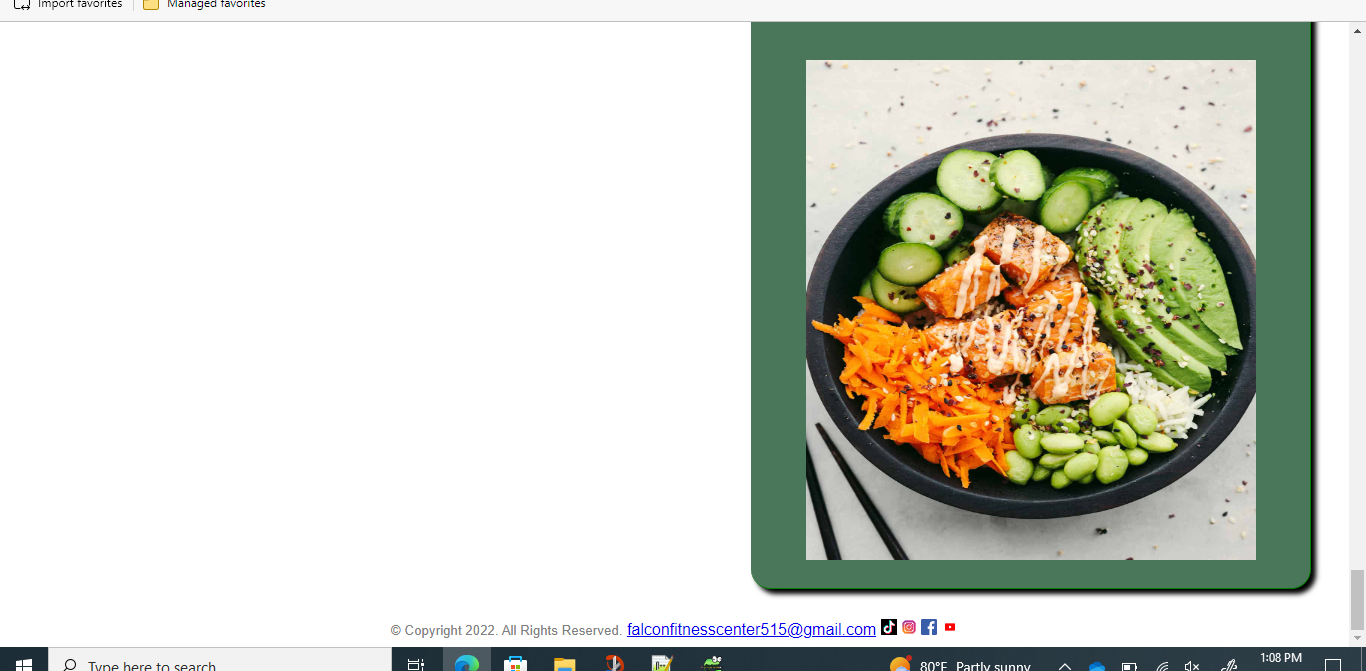 Import favorites Managed favorites
© Copyright 2022. All Rights Reserved. falconfitnesscenter515@gmail.com
Type here to search 80°F Partly sunny 1:08 PM